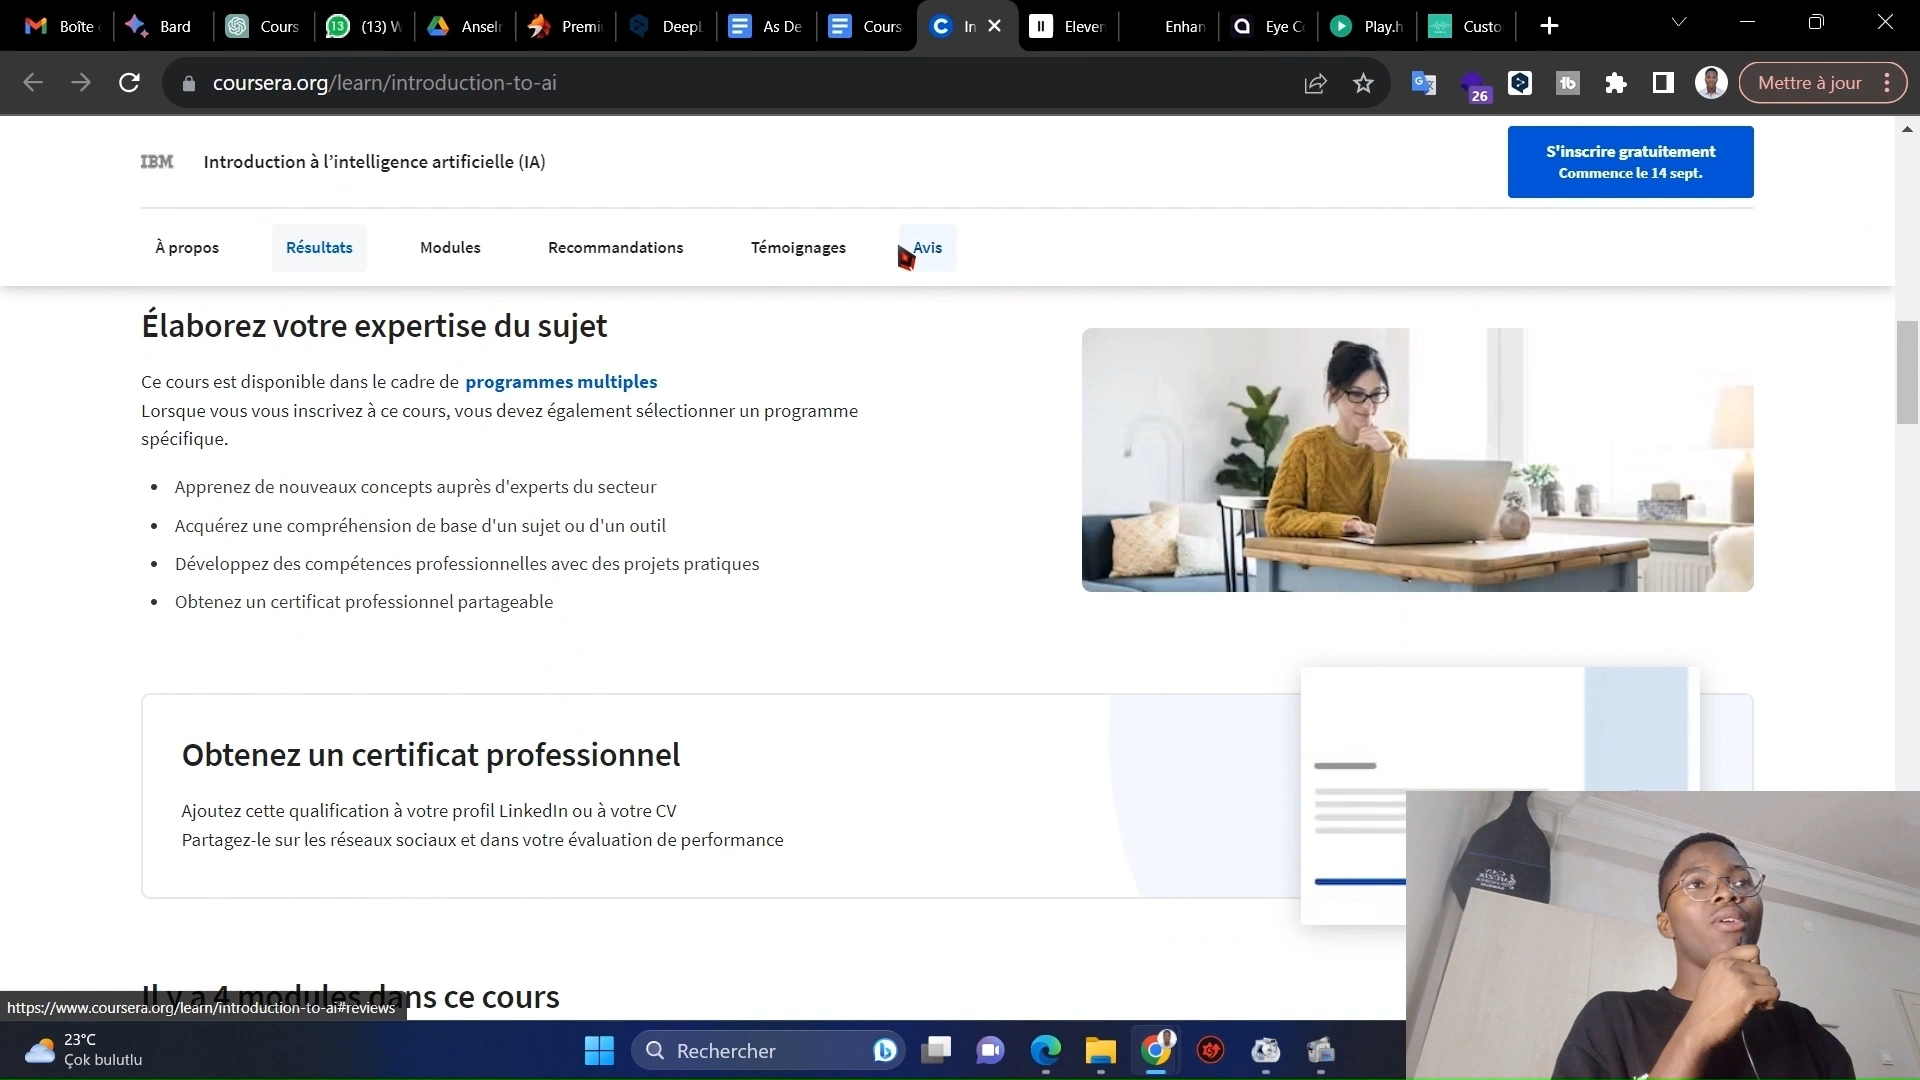 Boîte
Bard
Cours
(13) W
Anseln
Premi
Deepl
As De
Cours
In
Eleven
Enhan
Eye Co
Play.h
Custo
coursera.org/learn/introduction-to-ai
26
Mettre à jour
IBM
Introduction à l'intelligence artificielle (IA)
S'inscrire gratuitement
Commence le 14 sept.
À propos
Résultats
Modules
Recommandations
Témoignages
Avis
Élaborez votre expertise du sujet
Ce cours est disponible dans le cadre de programmes multiples
Lorsque vous vous inscrivez à ce cours, vous devez également sélectionner un programme
spécifique.
Apprenez de nouveaux concepts auprès d'experts du secteur
Acquérez une compréhension de base d'un sujet ou d'un outil
Développez des compétences professionnelles avec des projets pratiques
Obtenez un certificat professionnel partageable
Obtenez un certificat professionnel
Ajoutez cette qualification à votre profil LinkedIn ou à votre CV
Partagez-le sur les réseaux sociaux et dans votre évaluation de performance
Il y a 4 modules dans ce cours
https://www.coursera.org/learn/introduction-to-ai#reviews
23°C
Çok bulutlu
Rechercher